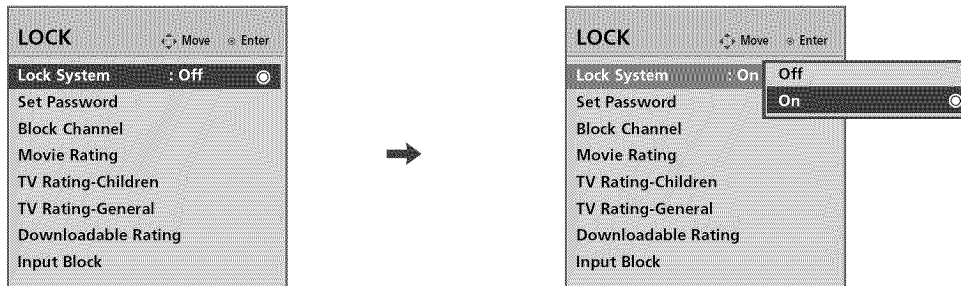 LOCK Move Enter
Lock System : Off
Set Password
Block Channel
Movie Rating
TV Rating-Children
TV Rating-General
Downloadable Rating
Input Block
LOCK Move Enter
Lock System : On
Off
On
Set Password
Block Channel
Movie Rating
TV Rating-Children
TV Rating-General
Downloadable Rating
Input Block